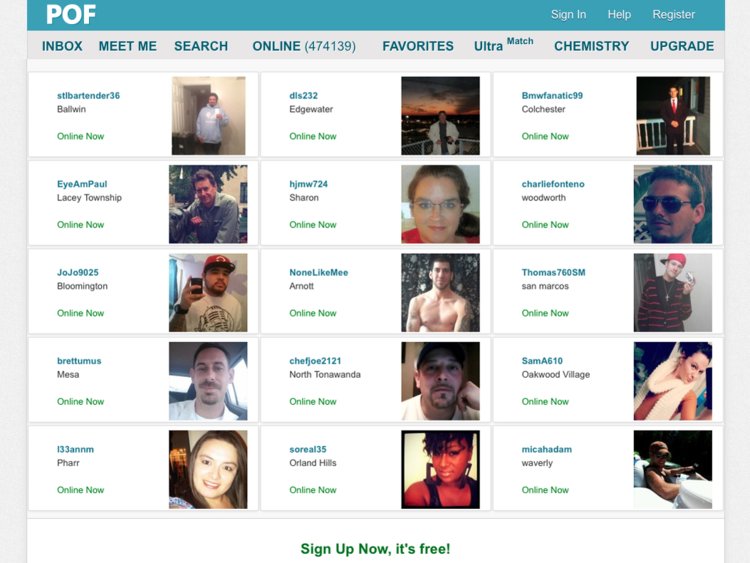 POF
Sign In Help Register
INBOX MEET ME SEARCH ONLINE (474139) FAVORITES Ultra Match CHEMISTRY UPGRADE
stlbartender36
Ballwin
Online Now
dls232
Edgewater
Online Now
Bmwfanatic99
Colchester
Online Now
EyeAmPaul
Lacey Township
Online Now
hjmw724
Sharon
Online Now
charliefonteno
woodworth
Online Now
JoJo9025
Bloomington
Online Now
NoneLikeMee
Arnott
Online Now
Thomas760SM
san marcos
Online Now
brettumus
Mesa
Online Now
chefjoe2121
North Tonawanda
Online Now
SamA610
Oakwood Village
Online Now
l33annm
Pharr
Online Now
soreal35
Orland Hills
Online Now
micahadam
waverly
Online Now
Sign Up Now, it's free!